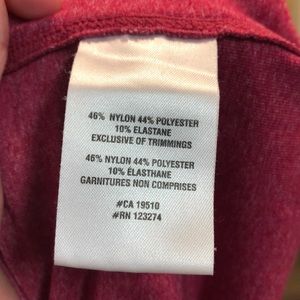 46% NYLON 44% POLYESTER
10% ELASTANE
EXCLUSIVE OF TRIMMINGS
46% NYLON 44% POLYESTER
10% ÉLASTHANE
GARNITURES NON COMPRISES
#CA 19510
#RN 123274